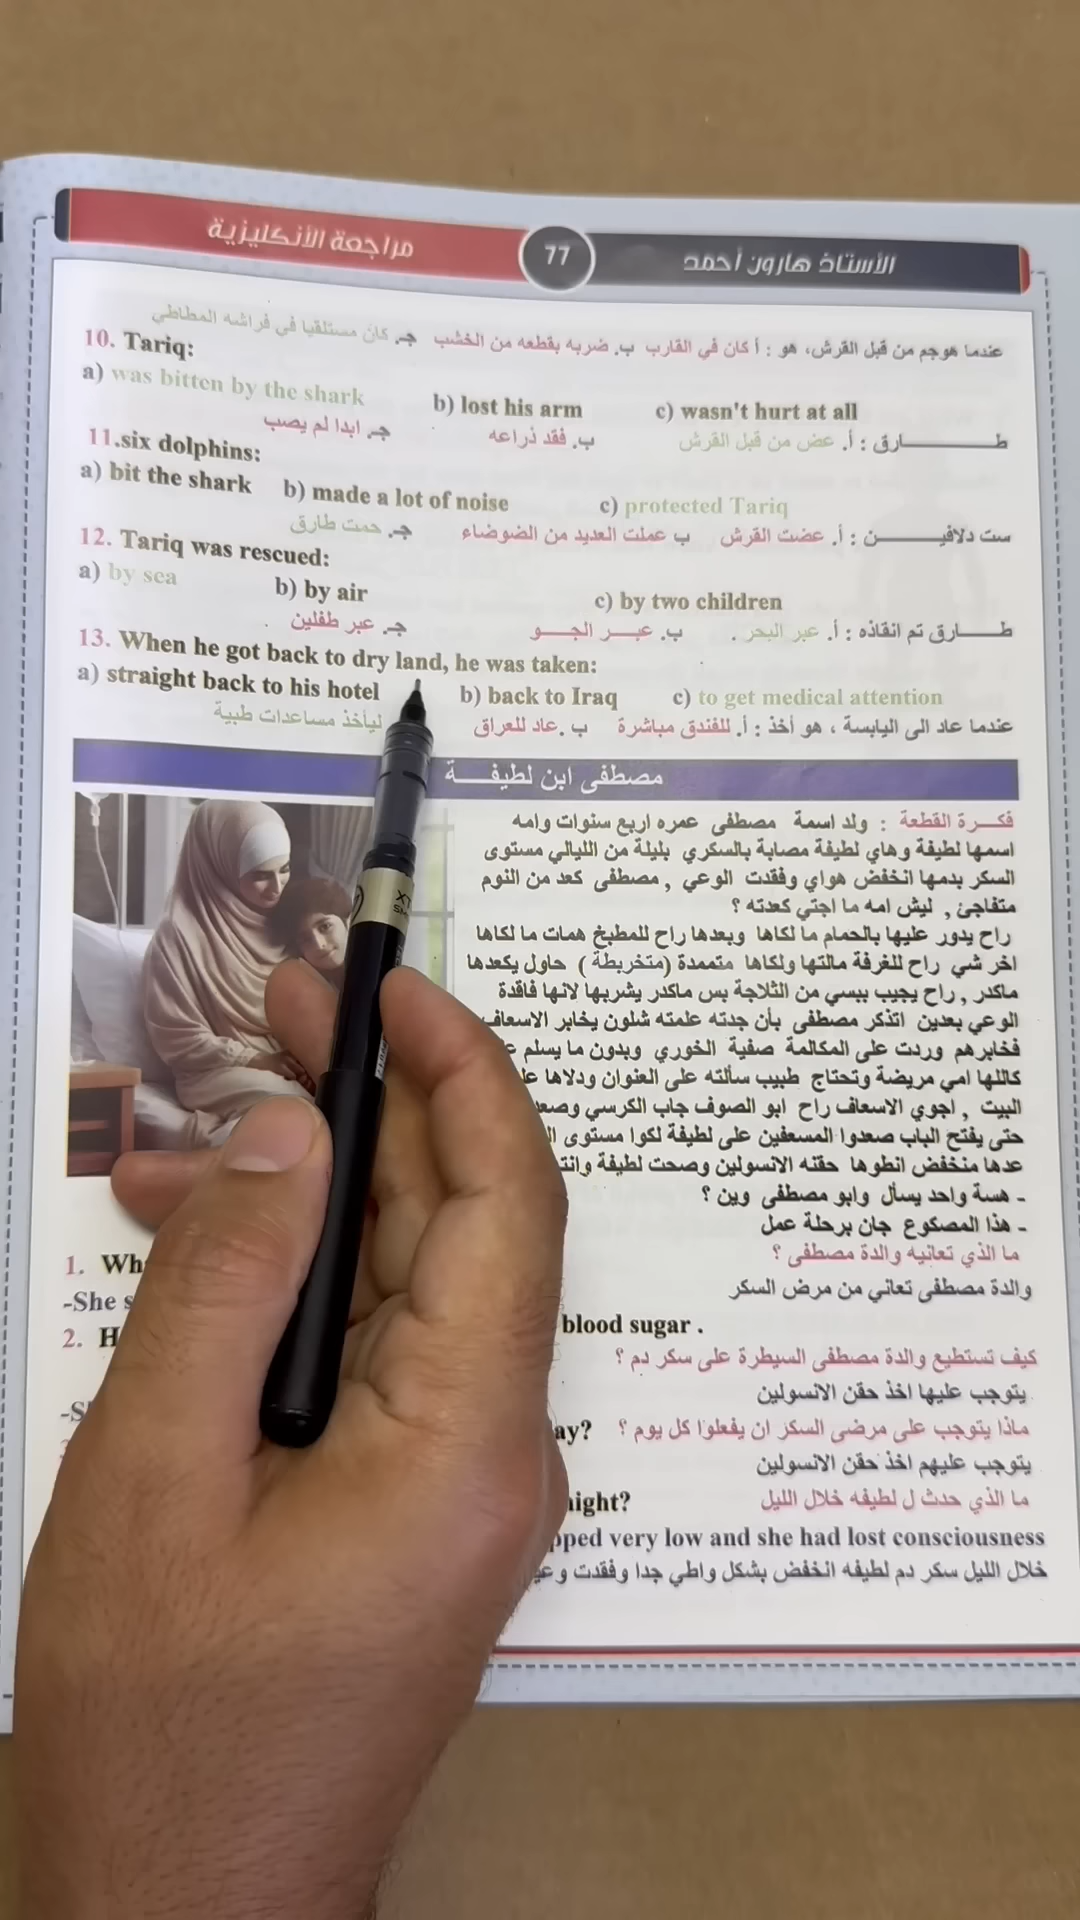 مراجعة الأنكليزية 77 الأستاذ هارون أحمد
عندما هوجم من قبل القرش، هو : أ كان في القارب ب. ضربه بقطعه من الخشب جـ. كان مستلقيا في فراشه المطاطي
10. Tariq:
a) was bitten by the shark b) lost his arm c) wasn't hurt at all
طـــارق : أ. عض من قبل القرش ب. فقد ذراعه جـ. ابدا لم يصب
11.six dolphins:
a) bit the shark b) made a lot of noise c) protected Tariq
ست دلافيـــن : أ. عضت القرش ب عملت العديد من الضوضاء جـ. حمت طارق
12. Tariq was rescued:
a) by sea b) by air c) by two children
طـــارق تم انقاذه : أ. عبر البحر . ب. عبـــر الجـــو جـ. عبر طفلين
13. When he got back to dry land, he was taken:
a) straight back to his hotel b) back to Iraq c) to get medical attention
عندما عاد الى اليابسة ، هو أخذ : أ. للفندق مباشرة ب .عاد للعراق ليأخذ مساعدات طبية
مصطفى ابن لطيفـــة
فكـــرة القطعة : ولد اسمة مصطفى عمره اربع سنوات وامه
اسمها لطيفة وهاي لطيفة مصابة بالسكري بليلة من الليالي مستوى
السكر بدمها انخفض هواي وفقدت الوعي , مصطفى كعد من النوم
متفاجئ , ليش امه ما اجتي كعدته ؟
راح يدور عليها بالحمام ما لكاها وبعدها راح للمطبخ همات ما لكاها
اخر شي راح للغرفة مالتها ولكاها متممدة (متخربطة ) حاول يكعدها
ماكدر , راح يجيب ببسي من الثلاجة بس ماكدر يشربها لانها فاقدة
الوعي بعدين اتذكر مصطفى بأن جدته علمته شلون يخابر الاسعاف
فخابرهم وردت على المكالمة صفية الخوري وبدون ما يسلم
كاللها امي مريضة وتحتاج طبيب سألته على العنوان ودلاها
البيت , اجوي الاسعاف راح ابو الصوف جاب الكرسي
حتى يفتح الباب صعدوا المسعفين على لطيفة لكوا مستوى
عدها منخفض انطوها حقنه الانسولين وصحت لطيفة
- هسة واحد يسأل وابو مصطفى وين ؟
- هذا المصكوع جان برحلة عمل
1. ما الذي تعانيه والدة مصطفى ؟
-She والدة مصطفى تعاني من مرض السكر
2. blood sugar .
كيف تستطيع والدة مصطفى السيطرة على سكر دم ؟
يتوجب عليها اخذ حقن الانسولين
ماذا يتوجب على مرضى السكر ان يفعلوا كل يوم ؟
يتوجب عليهم اخذ حقن الانسولين
ما الذي حدث ل لطيفه خلال الليل
very low and she had lost consciousness
خلال الليل سكر دم لطيفه انخفض بشكل واطي جدا وفقدت